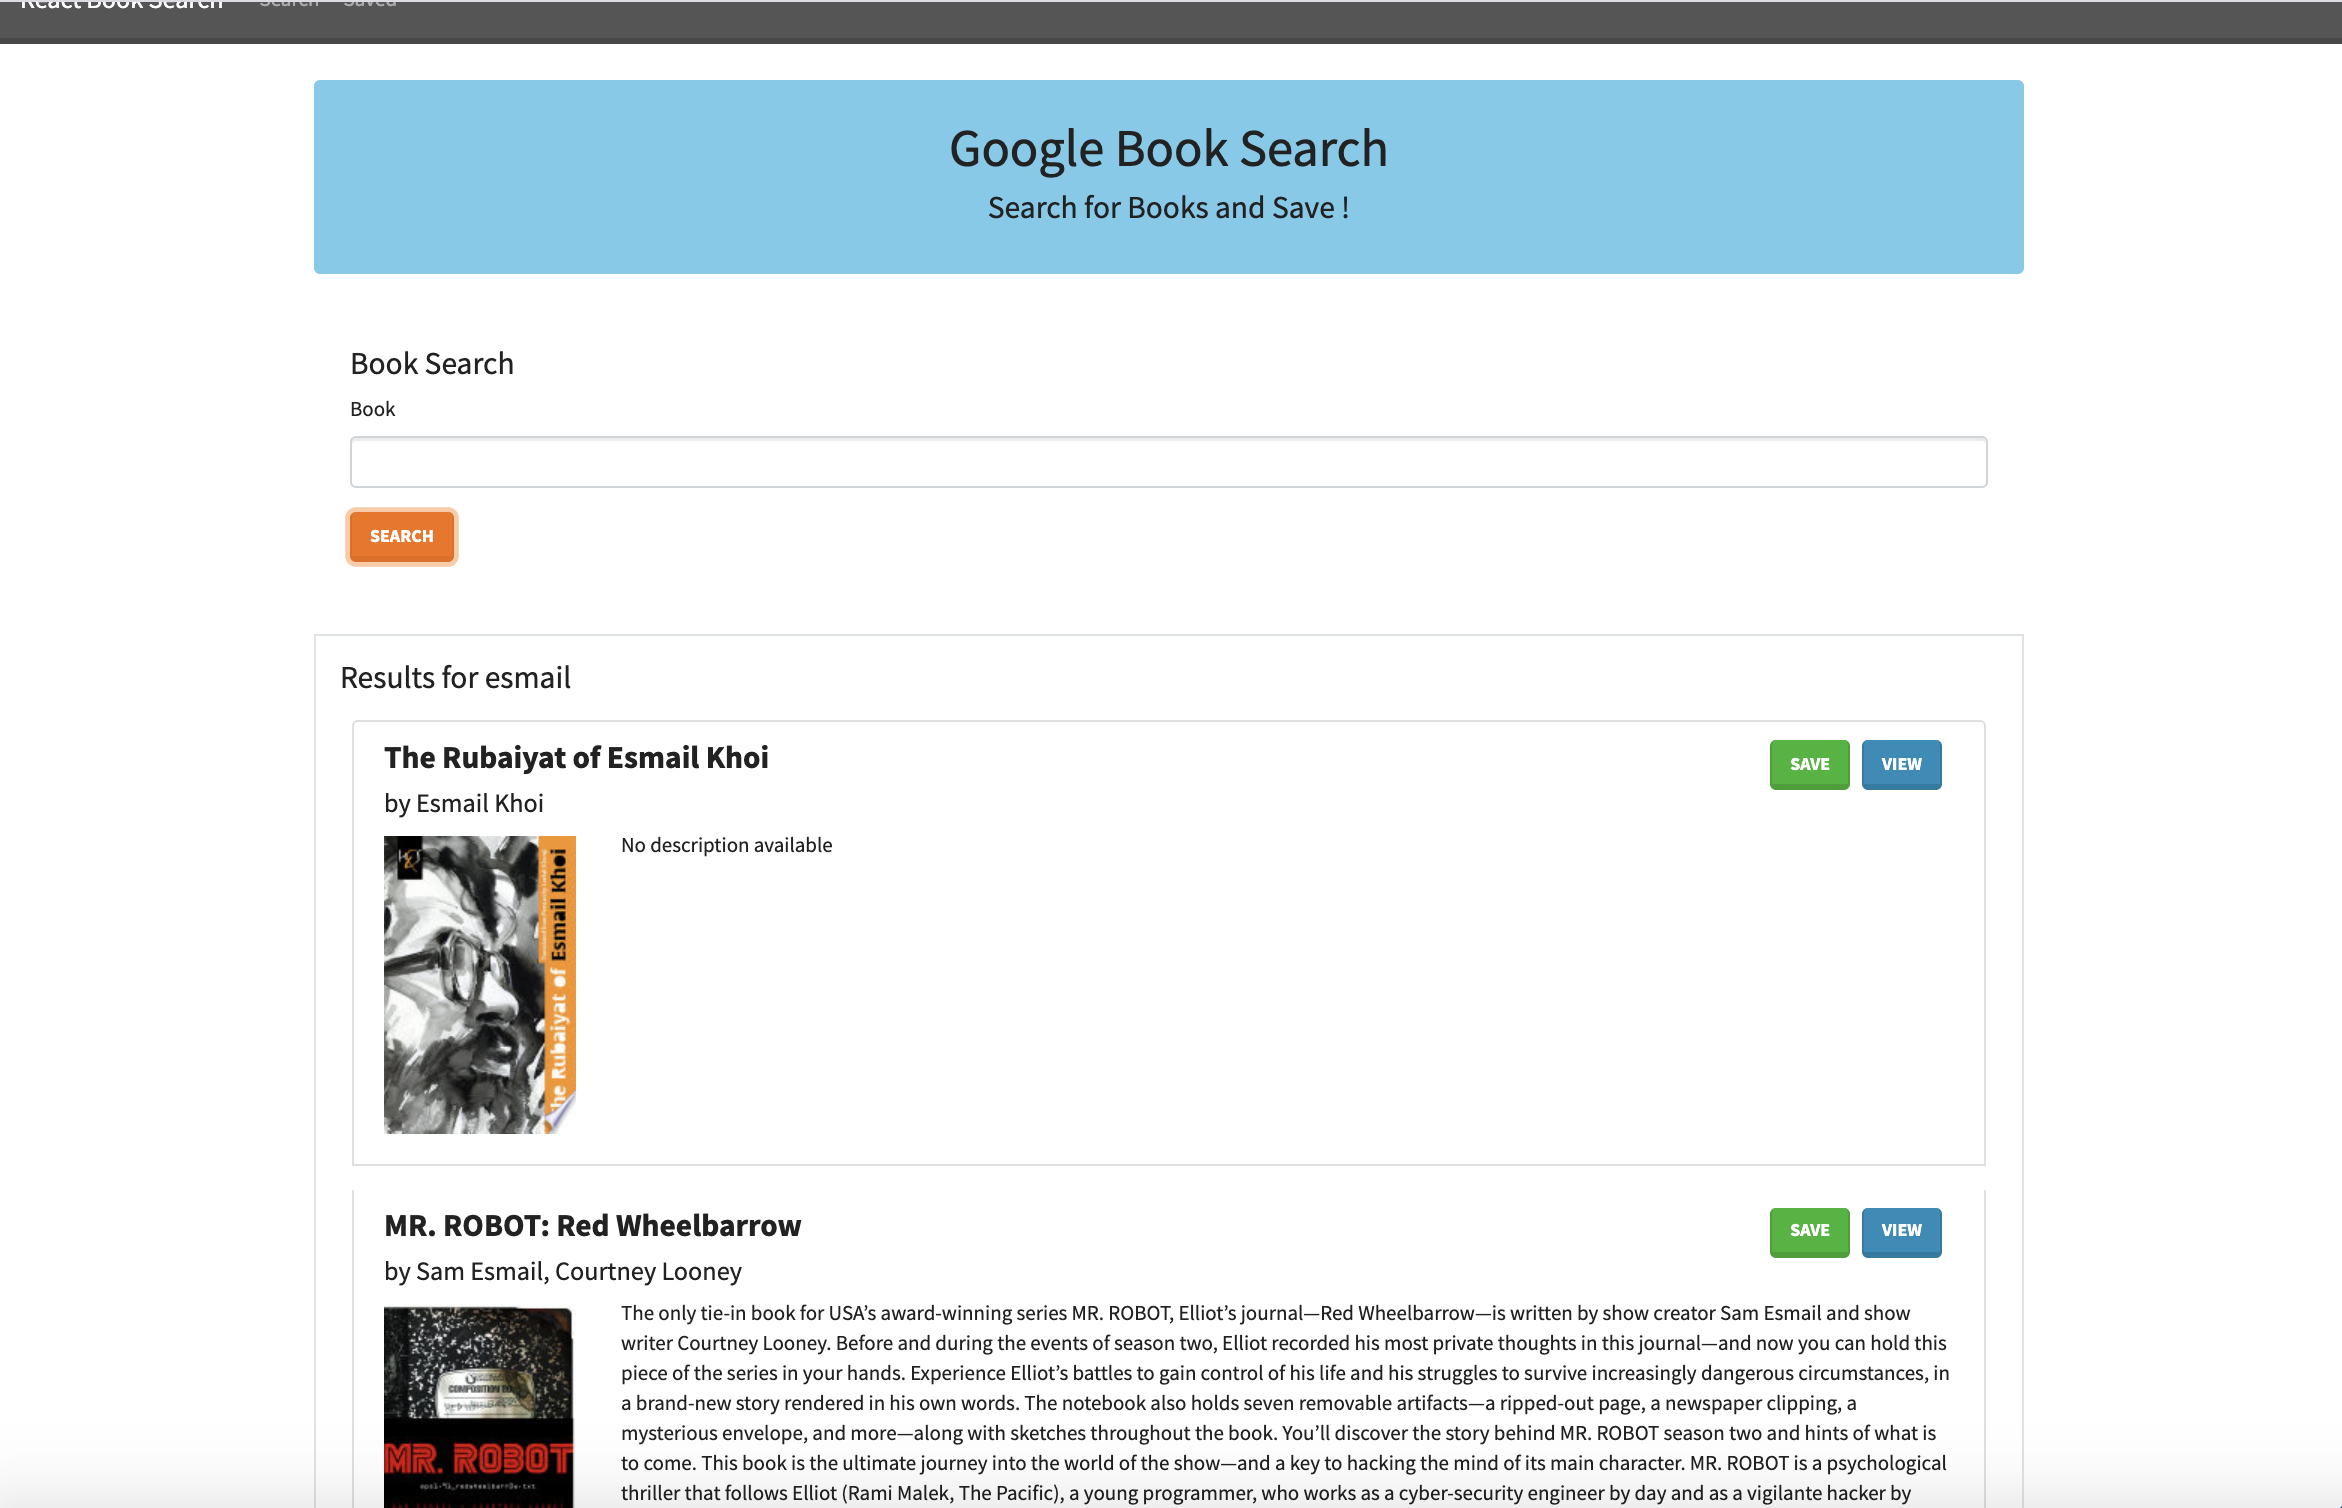 React Book Search Search Saved
Google Book Search
Search for Books and Save !
Book Search
Book
SEARCH
Results for esmail
The Rubaiyat of Esmail Khoi
SAVE VIEW
by Esmail Khoi
No description available
The Rubaiyat of Esmail Khoi
MR. ROBOT: Red Wheelbarrow
SAVE VIEW
by Sam Esmail, Courtney Looney
The only tie-in book for USA’s award-winning series MR. ROBOT, Elliot’s journal—Red Wheelbarrow—is written by show creator Sam Esmail and show
writer Courtney Looney. Before and during the events of season two, Elliot recorded his most private thoughts in this journal—and now you can hold this
piece of the series in your hands. Experience Elliot’s battles to gain control of his life and his struggles to survive increasingly dangerous circumstances, in
a brand-new story rendered in his own words. The notebook also holds seven removable artifacts—a ripped-out page, a newspaper clipping, a
mysterious envelope, and more—along with sketches throughout the book. You’ll discover the story behind MR. ROBOT season two and hints of what is
to come. This book is the ultimate journey into the world of the show—and a key to hacking the mind of its main character. MR. ROBOT is a psychological
thriller that follows Elliot (Rami Malek, The Pacific), a young programmer, who works as a cyber-security engineer by day and as a vigilante hacker by
COMPOSITION
MR. ROBOT